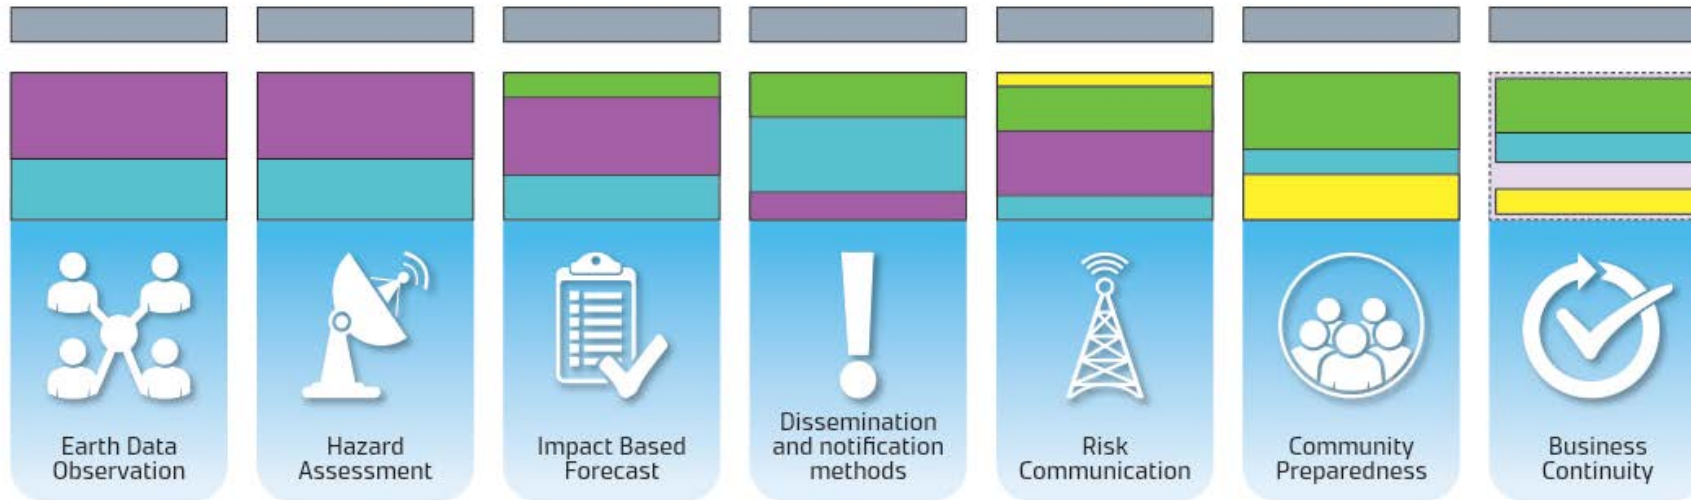 Earth Data
Observation
Hazard
Assessment
Impact Based
Forecast
Dissemination
and notification
methods
Risk
Communication
Community
Preparedness
Business
Continuity